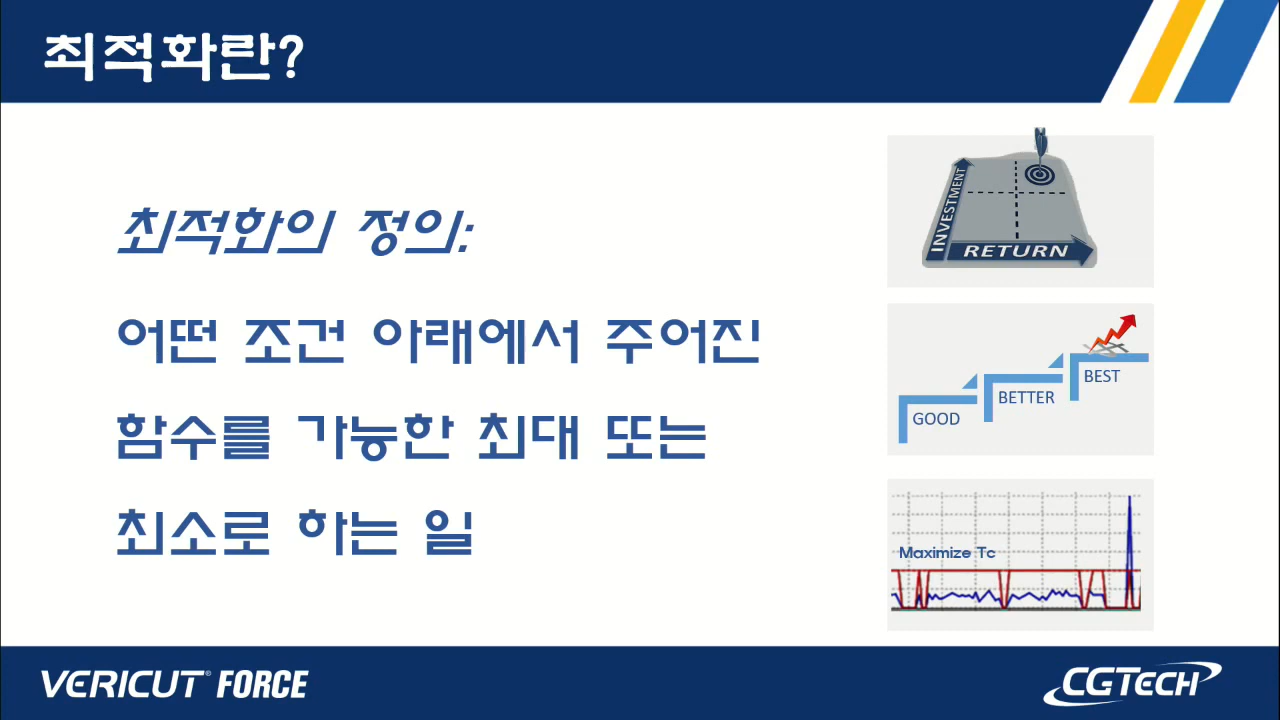 최적화란?
최적화의 정의:
어떤 조건 아래에서 주어진
함수를 가능한 최대 또는
최소로 하는 일
INVESTMENT
RETURN
GOOD
BETTER
BEST
Maximize Tc
VERICUT® FORCE
CGTECH